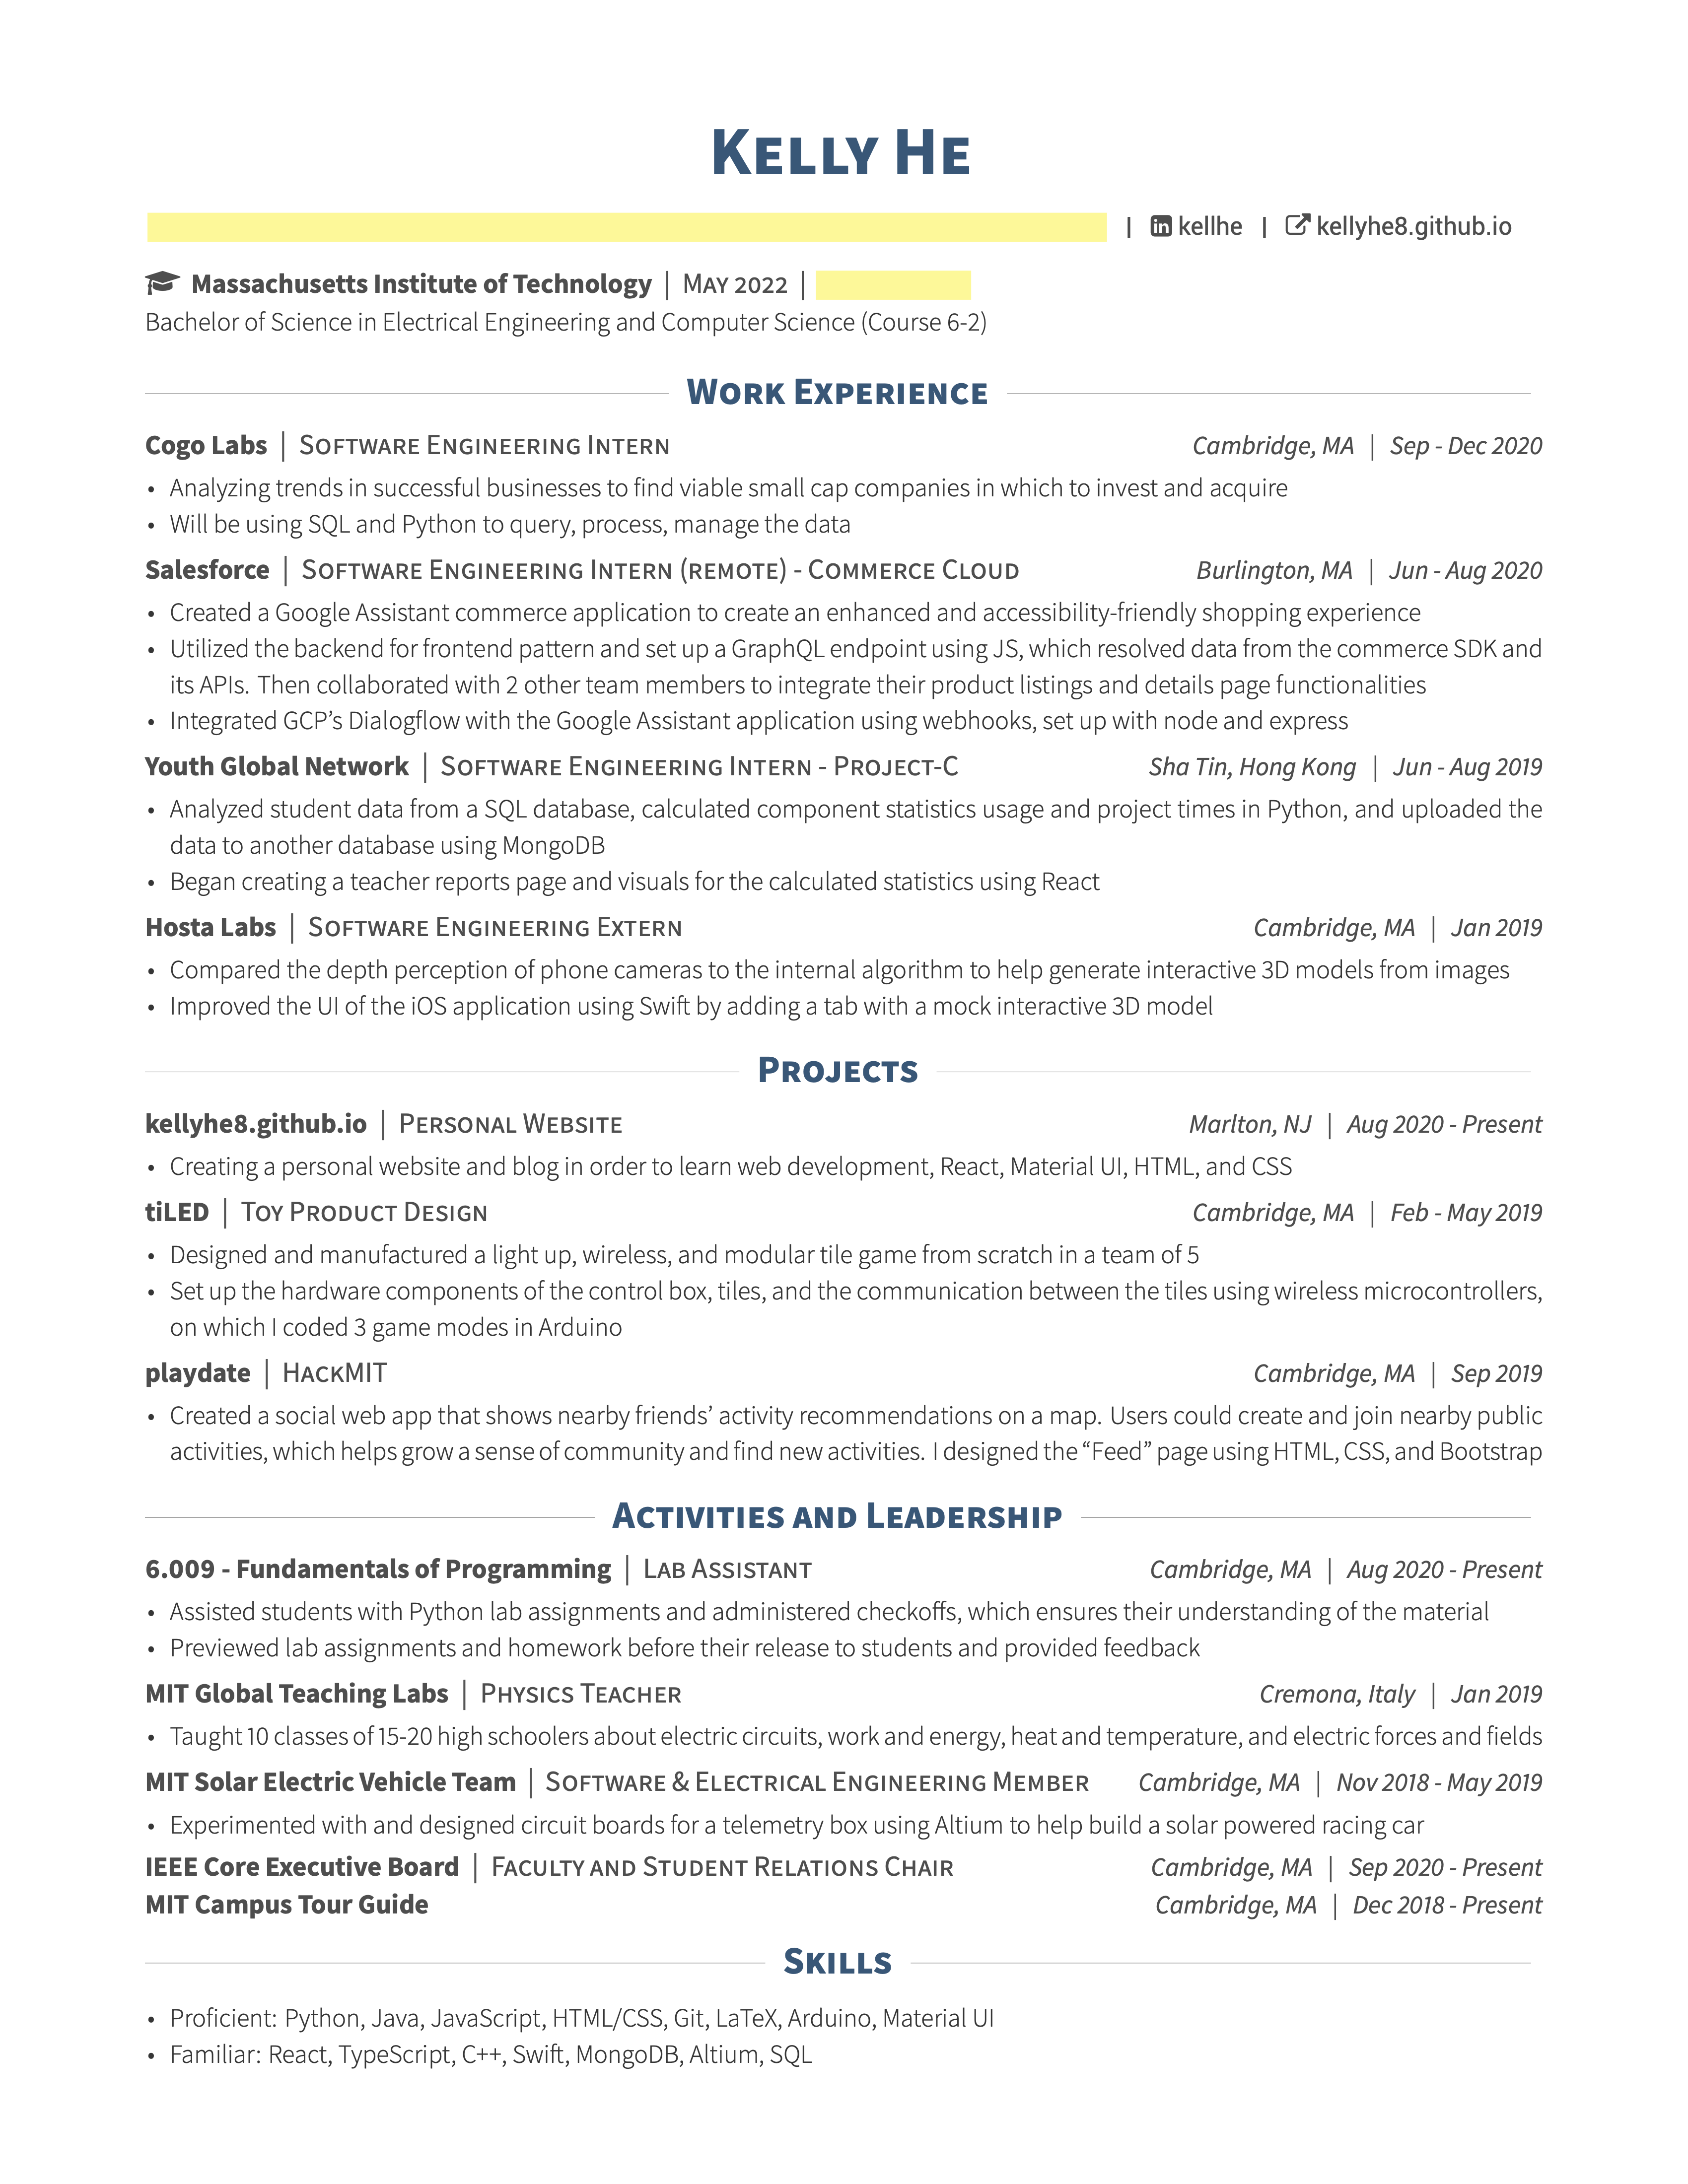 Kelly He
| kellhe | kellyhe8.github.io
Massachusetts Institute of Technology | May 2022 |
Bachelor of Science in Electrical Engineering and Computer Science (Course 6-2)
Work Experience
Cogo Labs | Software Engineering Intern Cambridge, MA | Sep - Dec 2020
• Analyzing trends in successful businesses to find viable small cap companies in which to invest and acquire
• Will be using SQL and Python to query, process, manage the data
Salesforce | Software Engineering Intern (remote) - Commerce Cloud Burlington, MA | Jun - Aug 2020
• Created a Google Assistant commerce application to create an enhanced and accessibility-friendly shopping experience
• Utilized the backend for frontend pattern and set up a GraphQL endpoint using JS, which resolved data from the commerce SDK and
its APIs. Then collaborated with 2 other team members to integrate their product listings and details page functionalities
• Integrated GCP’s Dialogflow with the Google Assistant application using webhooks, set up with node and express
Youth Global Network | Software Engineering Intern - Project-C Sha Tin, Hong Kong | Jun - Aug 2019
• Analyzed student data from a SQL database, calculated component statistics usage and project times in Python, and uploaded the
data to another database using MongoDB
• Began creating a teacher reports page and visuals for the calculated statistics using React
Hosta Labs | Software Engineering Extern Cambridge, MA | Jan 2019
• Compared the depth perception of phone cameras to the internal algorithm to help generate interactive 3D models from images
• Improved the UI of the iOS application using Swift by adding a tab with a mock interactive 3D model
Projects
kellyhe8.github.io | Personal Website Marlton, NJ | Aug 2020 - Present
• Creating a personal website and blog in order to learn web development, React, Material UI, HTML, and CSS
tiLED | Toy Product Design Cambridge, MA | Feb - May 2019
• Designed and manufactured a light up, wireless, and modular tile game from scratch in a team of 5
• Set up the hardware components of the control box, tiles, and the communication between the tiles using wireless microcontrollers,
on which I coded 3 game modes in Arduino
playdate | HackMIT Cambridge, MA | Sep 2019
• Created a social web app that shows nearby friends’ activity recommendations on a map. Users could create and join nearby public
activities, which helps grow a sense of community and find new activities. I designed the “Feed” page using HTML, CSS, and Bootstrap
Activities and Leadership
6.009 - Fundamentals of Programming | Lab Assistant Cambridge, MA | Aug 2020 - Present
• Assisted students with Python lab assignments and administered checkoffs, which ensures their understanding of the material
• Previewed lab assignments and homework before their release to students and provided feedback
MIT Global Teaching Labs | Physics Teacher Cremona, Italy | Jan 2019
• Taught 10 classes of 15-20 high schoolers about electric circuits, work and energy, heat and temperature, and electric forces and fields
MIT Solar Electric Vehicle Team | Software & Electrical Engineering Member Cambridge, MA | Nov 2018 - May 2019
• Experimented with and designed circuit boards for a telemetry box using Altium to help build a solar powered racing car
IEEE Core Executive Board | Faculty and Student Relations Chair Cambridge, MA | Sep 2020 - Present
MIT Campus Tour Guide Cambridge, MA | Dec 2018 - Present
Skills
• Proficient: Python, Java, JavaScript, HTML/CSS, Git, LaTeX, Arduino, Material UI
• Familiar: React, TypeScript, C++, Swift, MongoDB, Altium, SQL